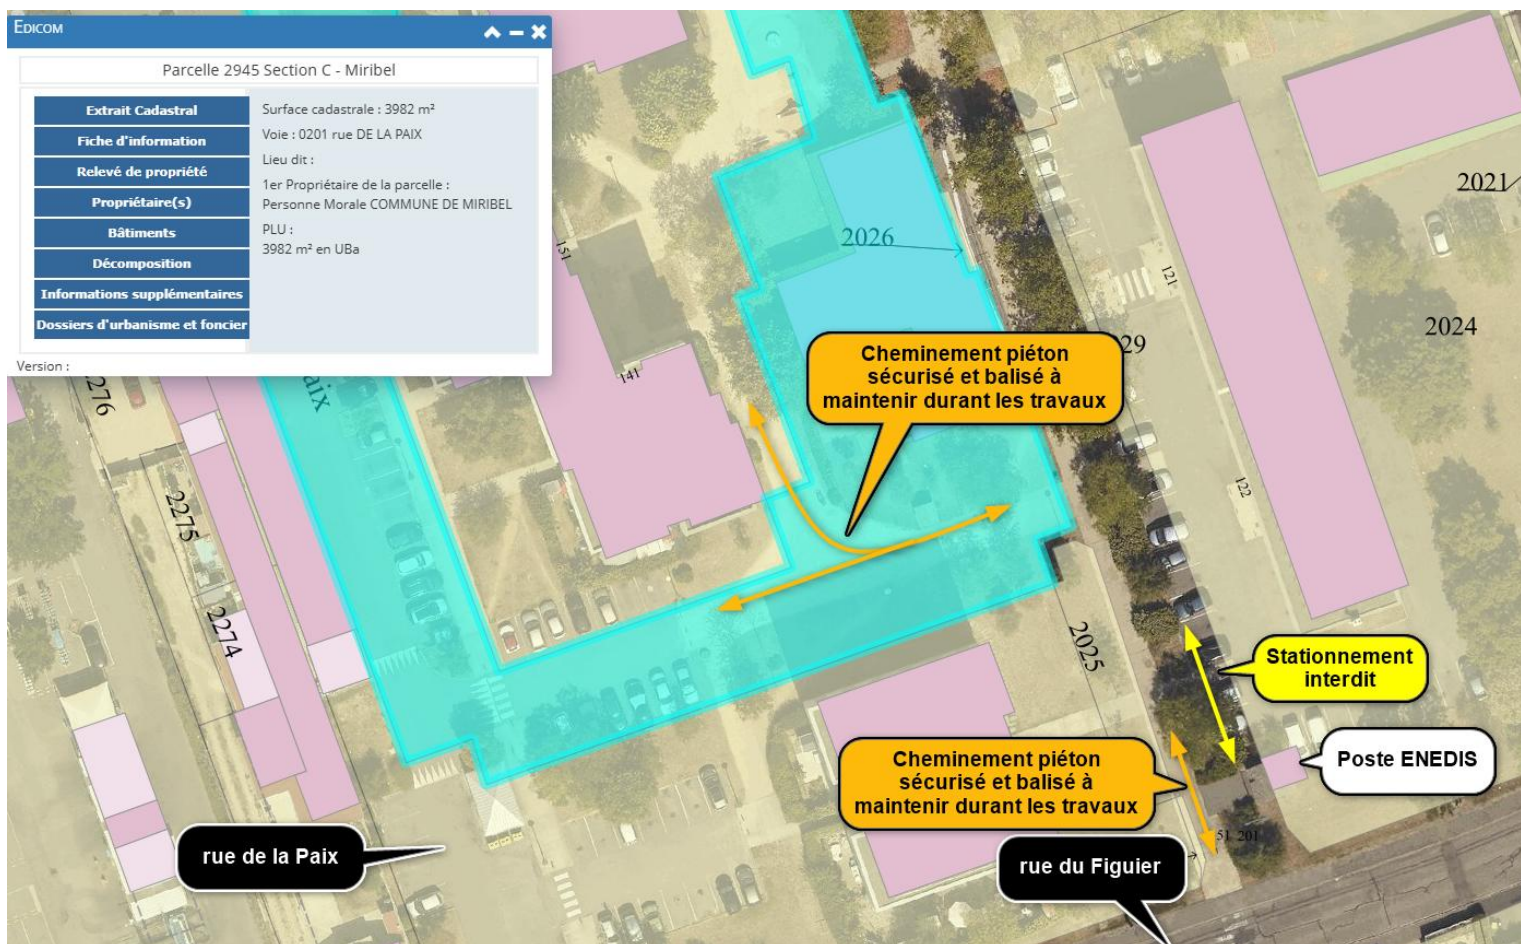 EDICOM
Parcelle 2945 Section C - Miribel
Extrait Cadastral
Fiche d'information
Relevé de propriété
Propriétaire(s)
Bâtiments
Décomposition
Informations supplémentaires
Dossiers d'urbanisme et foncier
Surface cadastrale : 3982 m²
Voie : 0201 rue DE LA PAIX
Lieu dit :
1er Propriétaire de la parcelle :
Personne Morale COMMUNE DE MIRIBEL
PLU :
3982 m² en UBa
Version :
2021
151
2026
121
2024
29
Cheminement piéton
sécurisé et balisé à
maintenir durant les travaux
141
2276
aix
122
2275
2274
2025
Stationnement
interdit
Poste ENEDIS
Cheminement piéton
sécurisé et balisé à
maintenir durant les travaux
51 201
rue de la Paix
rue du Figuier